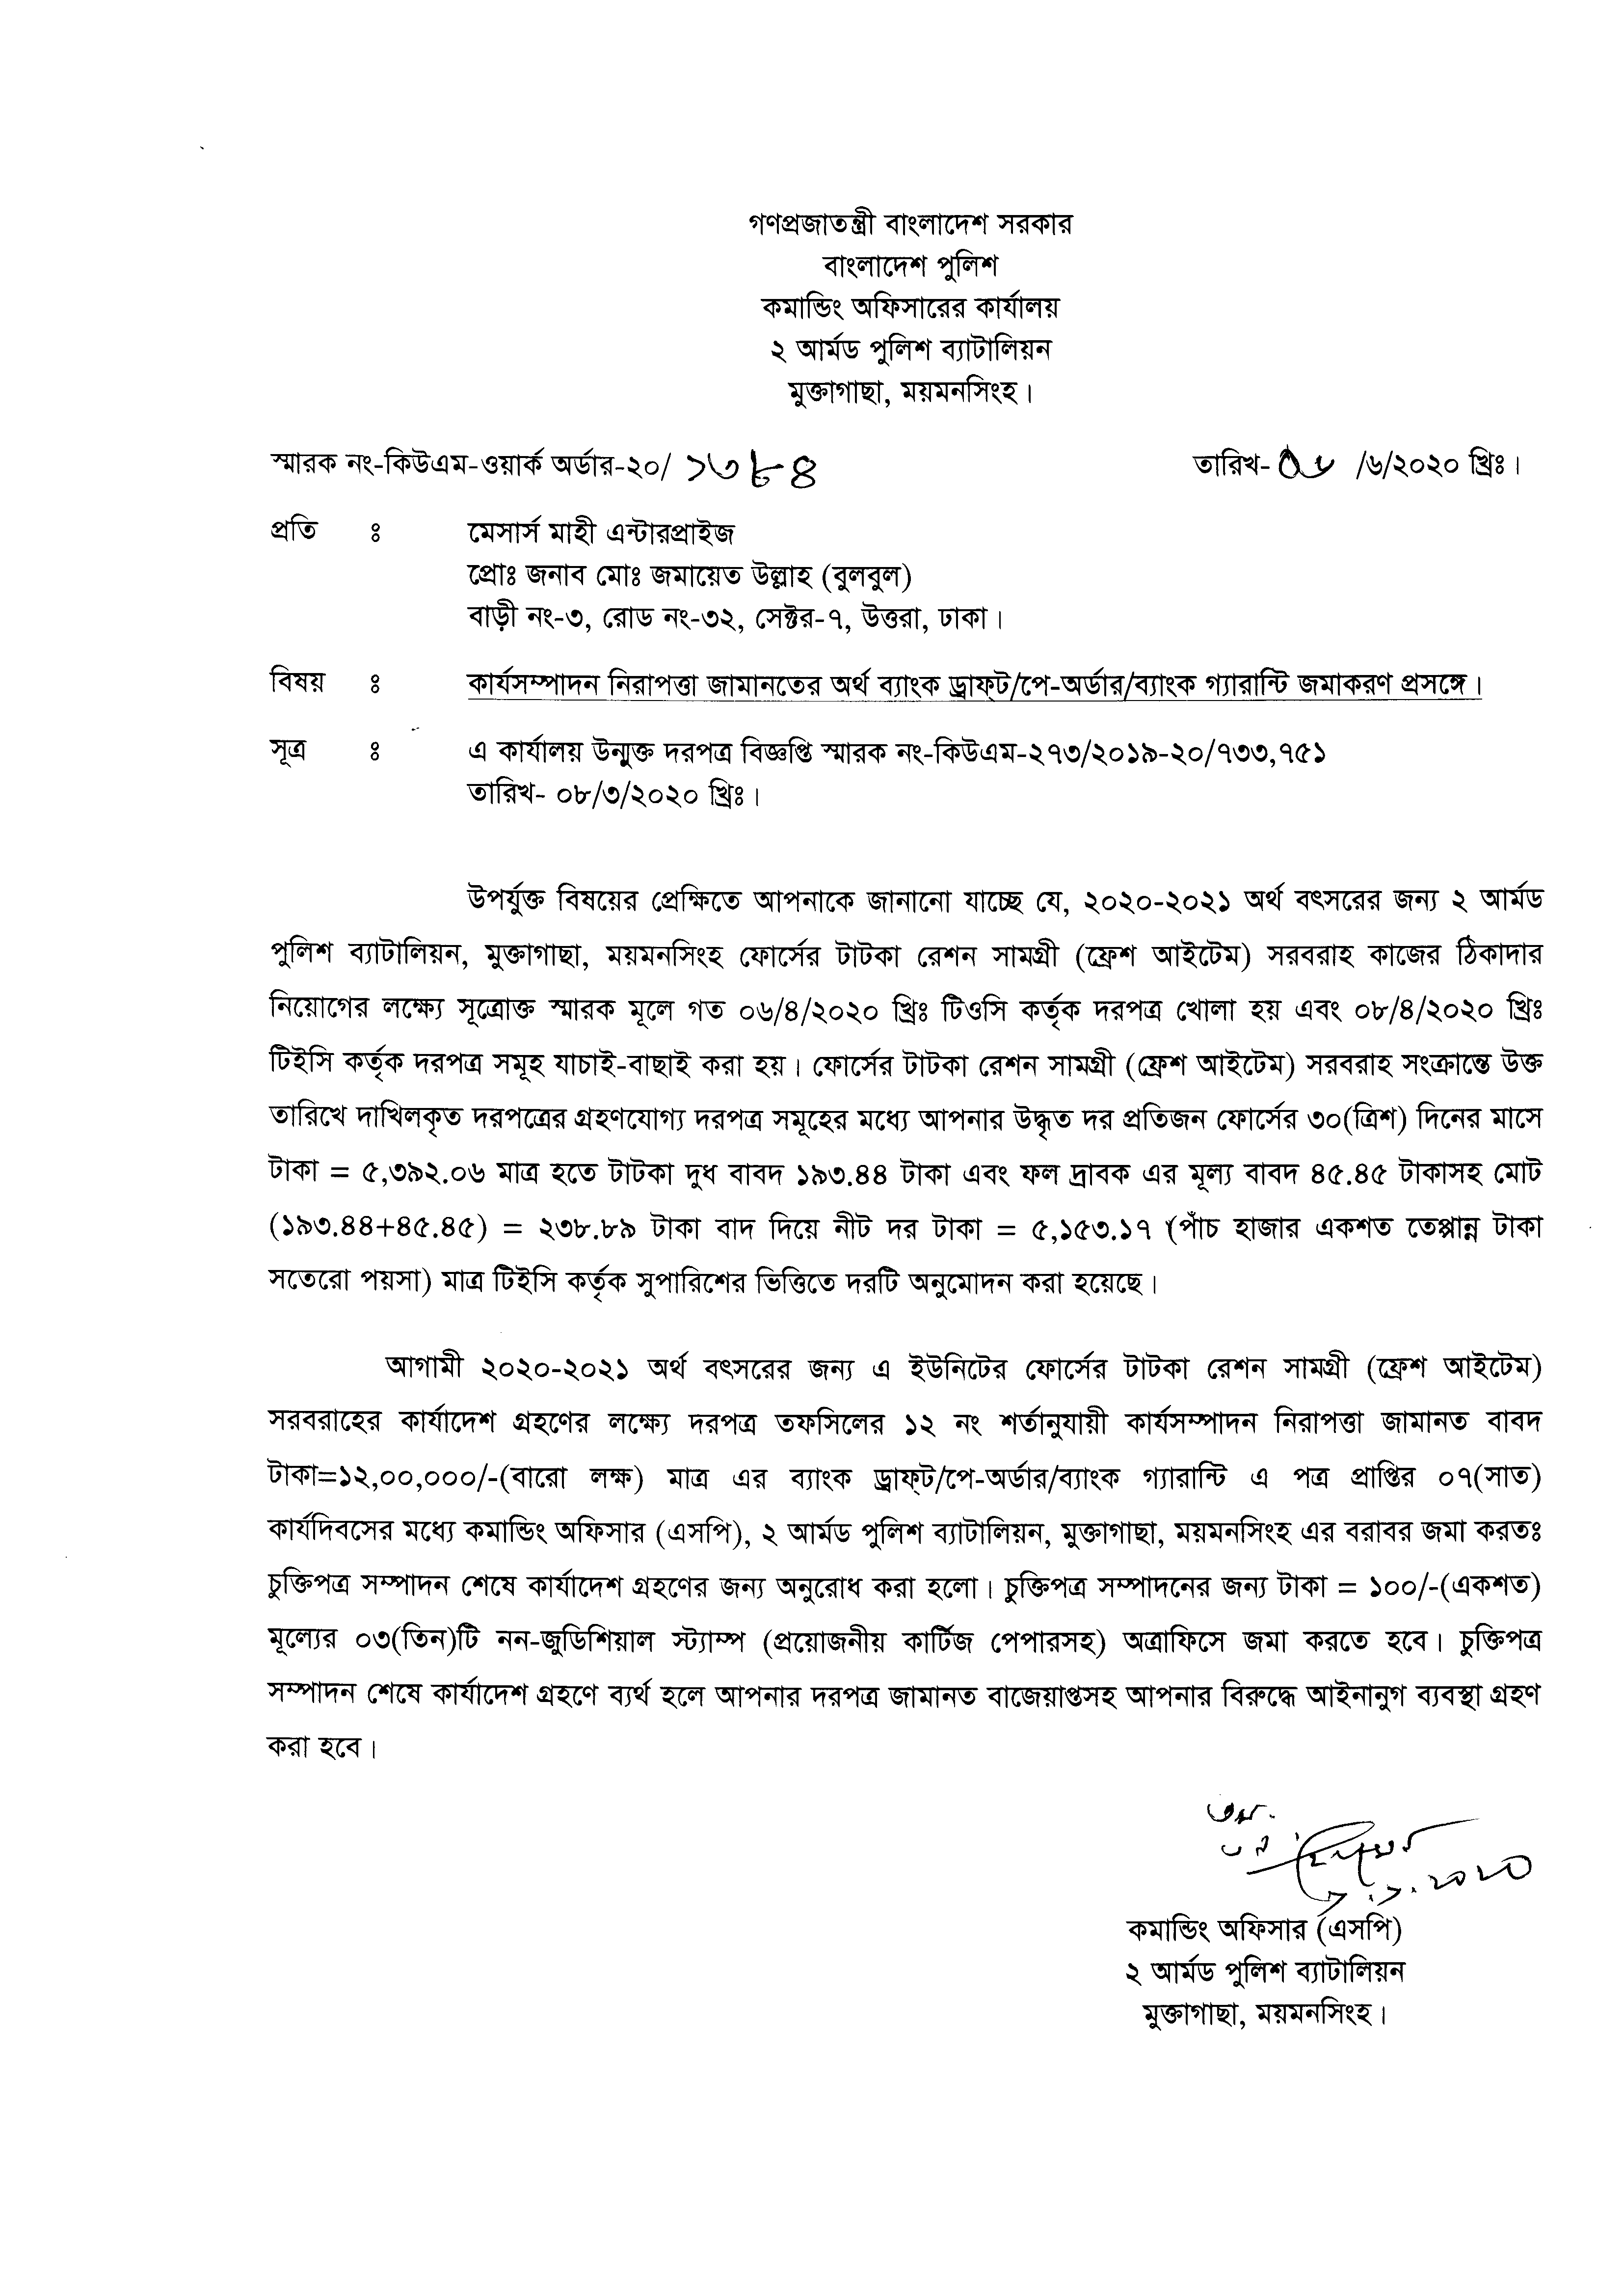 গণপ্রজাতন্ত্রী বাংলাদেশ সরকার
বাংলাদেশ পুলিশ
কমান্ডিং অফিসারের কার্যালয়
২ আর্মড পুলিশ ব্যাটালিয়ন
মুক্তাগাছা, ময়মনসিংহ।
স্মারক নং-কিউএম-ওয়ার্ক অর্ডার-২০/ ১৩৮৪ তারিখ- /৬/২০২০ খ্রিঃ।
প্রতি ঃ মেসার্স মাহী এন্টারপ্রাইজ
প্রোঃ জনাব মোঃ জমায়েত উল্লাহ (বুলবুল)
বাড়ী নং-৩, রোড নং-৩২, সেক্টর-৭, উত্তরা, ঢাকা।
বিষয় ঃ কার্যসম্পাদন নিরাপত্তা জামানতের অর্থ ব্যাংক ড্রাফ্‌ট/পে-অর্ডার/ব্যাংক গ্যারান্টি জমাকরণ প্রসঙ্গে।
সূত্র ঃ এ কার্যালয় উন্মুক্ত দরপত্র বিজ্ঞপ্তি স্মারক নং-কিউএম-২৭৩/২০১৯-২০/৭৩৩,৭৫১
তারিখ- ০৮/৩/২০২০ খ্রিঃ।
উপর্যুক্ত বিষয়ের প্রেক্ষিতে আপনাকে জানানো যাচ্ছে যে, ২০২০-২০২১ অর্থ বৎসরের জন্য ২ আর্মড
পুলিশ ব্যাটালিয়ন, মুক্তাগাছা, ময়মনসিংহ ফোর্সের টাটকা রেশন সামগ্রী (ফ্রেশ আইটেম) সরবরাহ কাজের ঠিকাদার
নিয়োগের লক্ষ্যে সূত্রোক্ত স্মারক মূলে গত ০৬/৪/২০২০ খ্রিঃ টিওসি কর্তৃক দরপত্র খোলা হয় এবং ০৮/৪/২০২০ খ্রিঃ
টিইসি কর্তৃক দরপত্র সমূহ যাচাই-বাছাই করা হয়। ফোর্সের টাটকা রেশন সামগ্রী (ফ্রেশ আইটেম) সরবরাহ সংক্রান্তে উক্ত
তারিখে দাখিলকৃত দরপত্রের গ্রহণযোগ্য দরপত্র সমূহের মধ্যে আপনার উদ্ধৃত দর প্রতিজন ফোর্সের ৩০(ত্রিশ) দিনের মাসে
টাকা = ৫,৩৯২.০৬ মাত্র হতে টাটকা দুধ বাবদ ১৯৩.৪৪ টাকা এবং ফল দ্রাবক এর মূল্য বাবদ ৪৫.৪৫ টাকাসহ মোট
(১৯৩.৪৪+৪৫.৪৫) = ২৩৮.৮৯ টাকা বাদ দিয়ে নীট দর টাকা = ৫,১৫৩.১৭ (পাঁচ হাজার একশত তেপ্পান্ন টাকা
সতেরো পয়সা) মাত্র টিইসি কর্তৃক সুপারিশের ভিত্তিতে দরটি অনুমোদন করা হয়েছে।
আগামী ২০২০-২০২১ অর্থ বৎসরের জন্য এ ইউনিটের ফোর্সের টাটকা রেশন সামগ্রী (ফ্রেশ আইটেম)
সরবরাহের কার্যাদেশ গ্রহণের লক্ষ্যে দরপত্র তফসিলের ১২ নং শর্তানুযায়ী কার্যসম্পাদন নিরাপত্তা জামানত বাবদ
টাকা=১২,০০,০০০/-(বারো লক্ষ) মাত্র এর ব্যাংক ড্রাফ্‌ট/পে-অর্ডার/ব্যাংক গ্যারান্টি এ পত্র প্রাপ্তির ০৭(সাত)
কার্যদিবসের মধ্যে কমান্ডিং অফিসার (এসপি), ২ আর্মড পুলিশ ব্যাটালিয়ন, মুক্তাগাছা, ময়মনসিংহ এর বরাবর জমা করতঃ
চুক্তিপত্র সম্পাদন শেষে কার্যাদেশ গ্রহণের জন্য অনুরোধ করা হলো। চুক্তিপত্র সম্পাদনের জন্য টাকা = ১০০/-(একশত)
মূল্যের ০৩(তিন)টি নন-জুডিশিয়াল স্ট্যাম্প (প্রয়োজনীয় কার্টিজ পেপারসহ) অত্রাফিসে জমা করতে হবে। চুক্তিপত্র
সম্পাদন শেষে কার্যাদেশ গ্রহণে ব্যর্থ হলে আপনার দরপত্র জামানত বাজেয়াপ্তসহ আপনার বিরুদ্ধে আইনানুগ ব্যবস্থা গ্রহণ
করা হবে।
কমান্ডিং অফিসার (এসপি)
২ আর্মড পুলিশ ব্যাটালিয়ন
মুক্তাগাছা, ময়মনসিংহ।